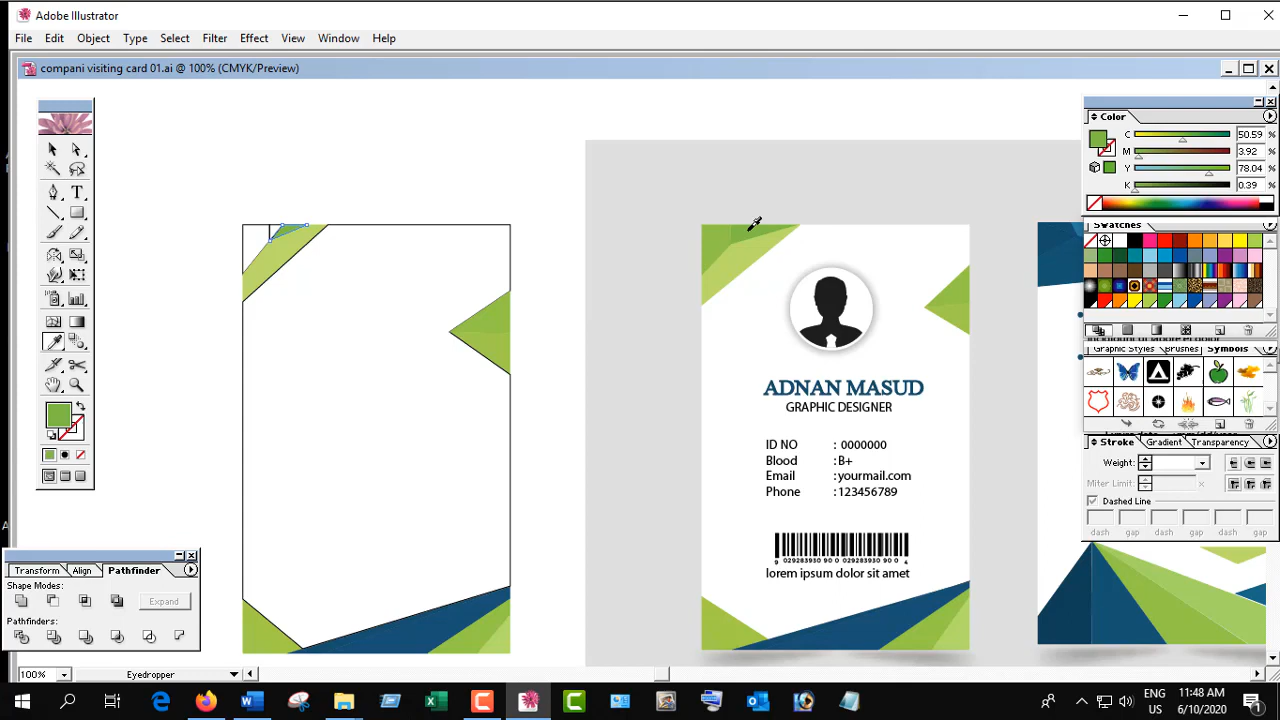 Adobe Illustrator
File Edit Object Type Select Filter Effect View Window Help
compani visiting card 01.ai @ 100% (CMYK/Preview)
Color
C 50.59 %
M 3.92 %
Y 78.04 %
K 0.39 %
Swatches
Graphic Styles Brushes Symbols
Stroke Gradient Transparency
Weight:
Miter Limit: x
Dashed Line
dash gap dash gap dash gap
ADNAN MASUD
GRAPHIC DESIGNER
ID NO : 0000000
Blood : B+
Email : yourmail.com
Phone : 123456789
9 029283930 90 0 029283930 90 4
lorem ipsum dolor sit amet
Transform Align Pathfinder
Shape Modes:
Expand
Pathfinders:
100% Eyedropper
ENG 11:48 AM
US 6/10/2020